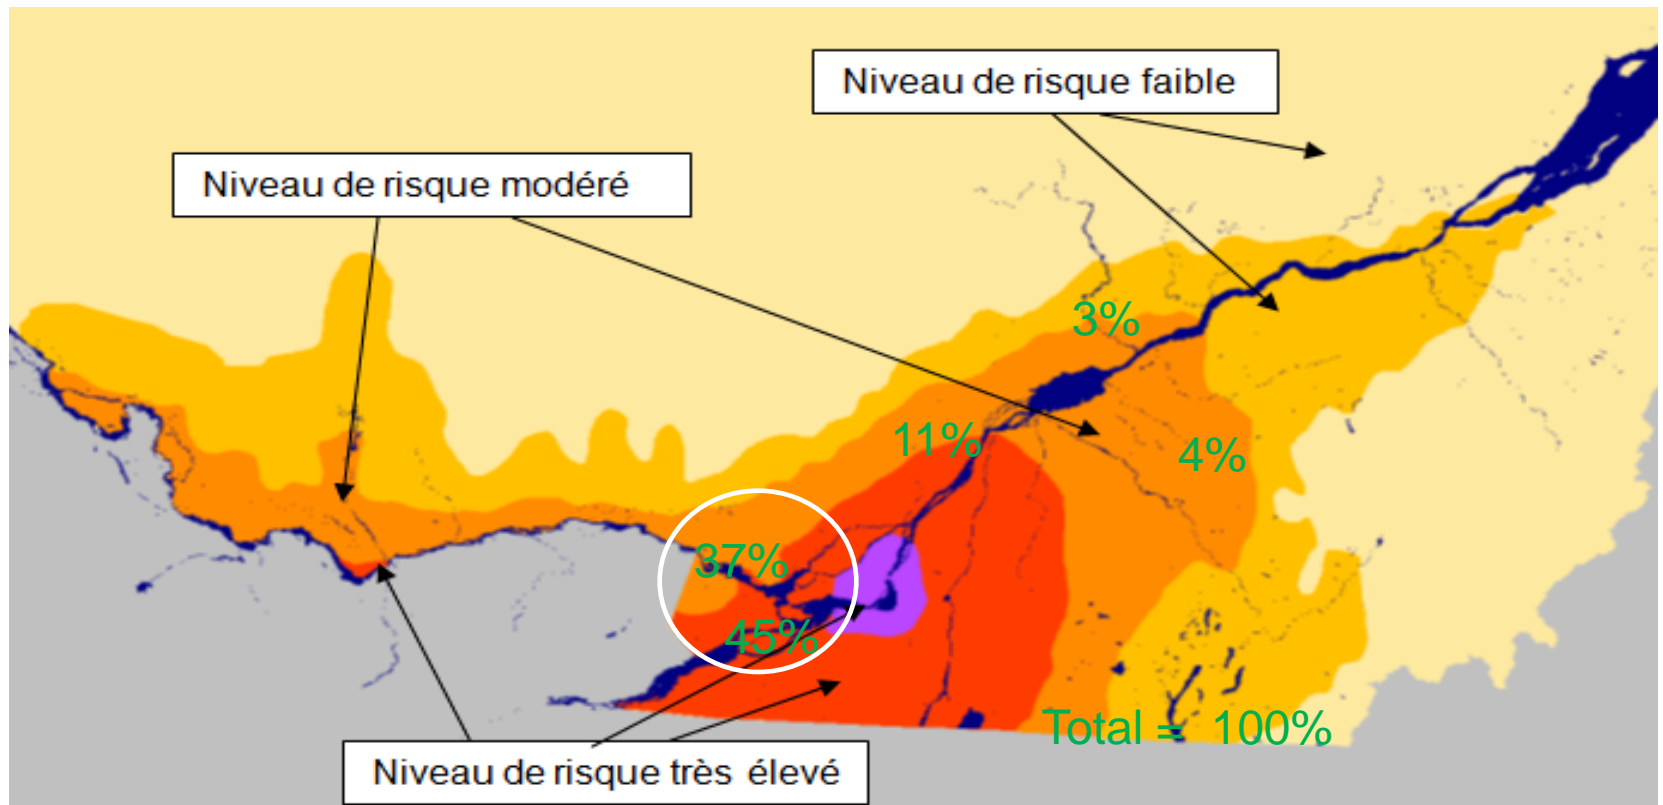 Niveau de risque faible
Niveau de risque modéré
3%
11%
4%
37%
45%
Total = 100%
Niveau de risque très élevé